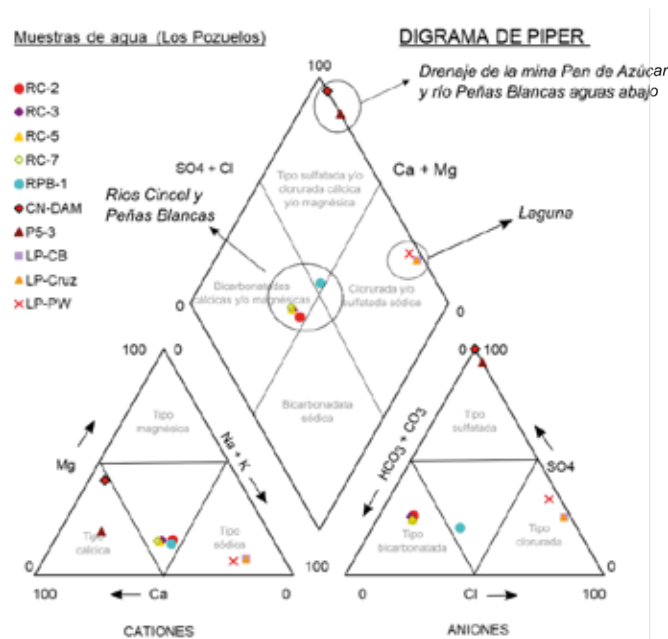 Muestras de agua (Los Pozuelos)
DIGRAMA DE PIPER
RC-2
RC-3
RC-5
RC-7
RPB-1
CN-DAM
P5-3
LP-CB
LP-Cruz
LP-PW
100
Drenaje de la mina Pan de Azúcar
y río Peñas Blancas aguas abajo
SO4 + Cl
Ca + Mg
Tipo sulfatada y/o
clorurada cálcica
y/o magnésica
Rios Cincel y
Peñas Blancas
Laguna
Bicarbonatadas
cálcicas y/o magnésicas
Clorurada y/o
sulfatada sódica
0
0
Bicarbonatada
sódica
100
0
0
100
Tipo
magnésica
Tipo
sulfatada
Mg
Na + K
HCO3 + CO3
SO4
Tipo
cálcica
Tipo
sódica
Tipo
bicarbonatada
Tipo
clorurada
0
100
0
100
Ca
0
0
Cl
100
CATIONES
ANIONES